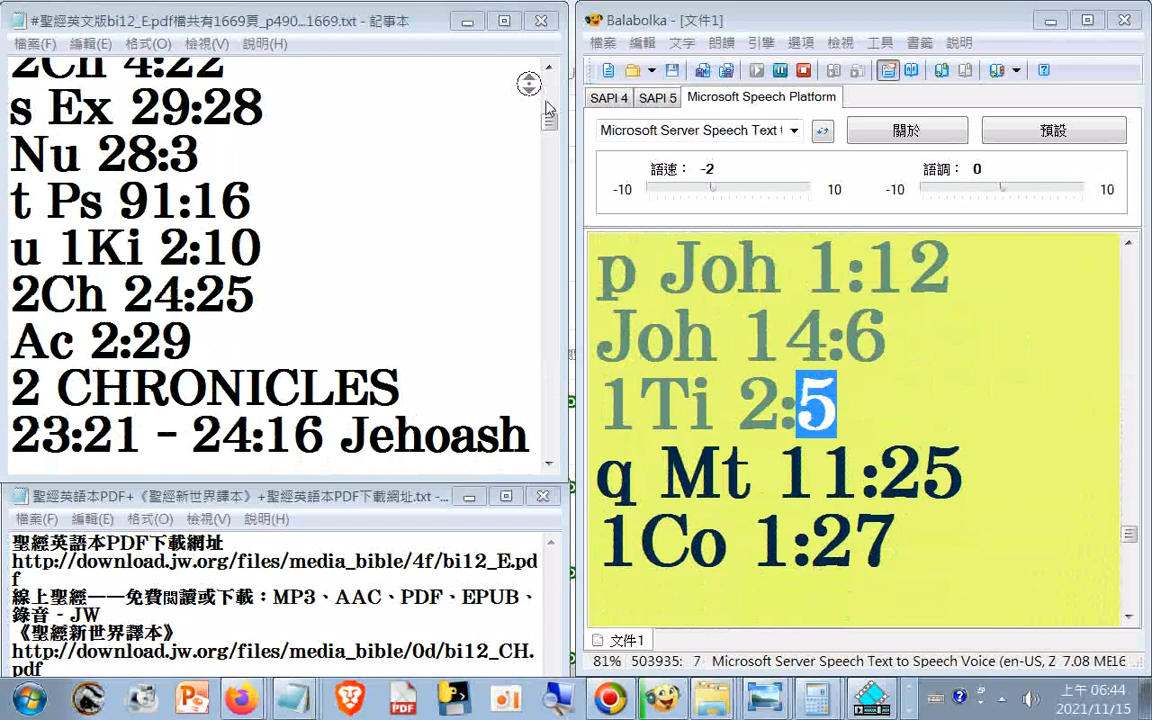 #聖經英文版bi12_E.pdf檔共有1669頁_p490...1669.txt - 記事本
檔案(F) 編輯(E) 格式(O) 檢視(V) 說明(H)
2Ch 4:22
s Ex 29:28
Nu 28:3
t Ps 91:16
u 1Ki 2:10
2Ch 24:25
Ac 2:29
2 CHRONICLES
23:21 - 24:16 Jehoash
聖經英語本PDF+《聖經新世界譯本》+聖經英語本PDF下載網址.txt -...
檔案(F) 編輯(E) 格式(O) 檢視(V) 說明(H)
聖經英語本PDF下載網址
http://download.jw.org/files/media_bible/4f/bi12_E.pd
f
線上聖經——免費閱讀或下載：MP3、AAC、PDF、EPUB、
錄音 - JW
《聖經新世界譯本》
http://download.jw.org/files/media_bible/0d/bi12_CH.
pdf
Balabolka - [文件1]
檔案 編輯 文字 朗讀 引擎 選項 檢視 工具 書籤 說明
SAPI 4 SAPI 5 Microsoft Speech Platform
Microsoft Server Speech Text 關於 預設
語速： -2 語調： 0
-10 10 -10 10
p Joh 1:12
Joh 14:6
1Ti 2:5
q Mt 11:25
1Co 1:27
文件1
81% 503935: 7 Microsoft Server Speech Text to Speech Voice (en-US, Z 7.08 ME16
PDF
上午 06:44
2021/11/15